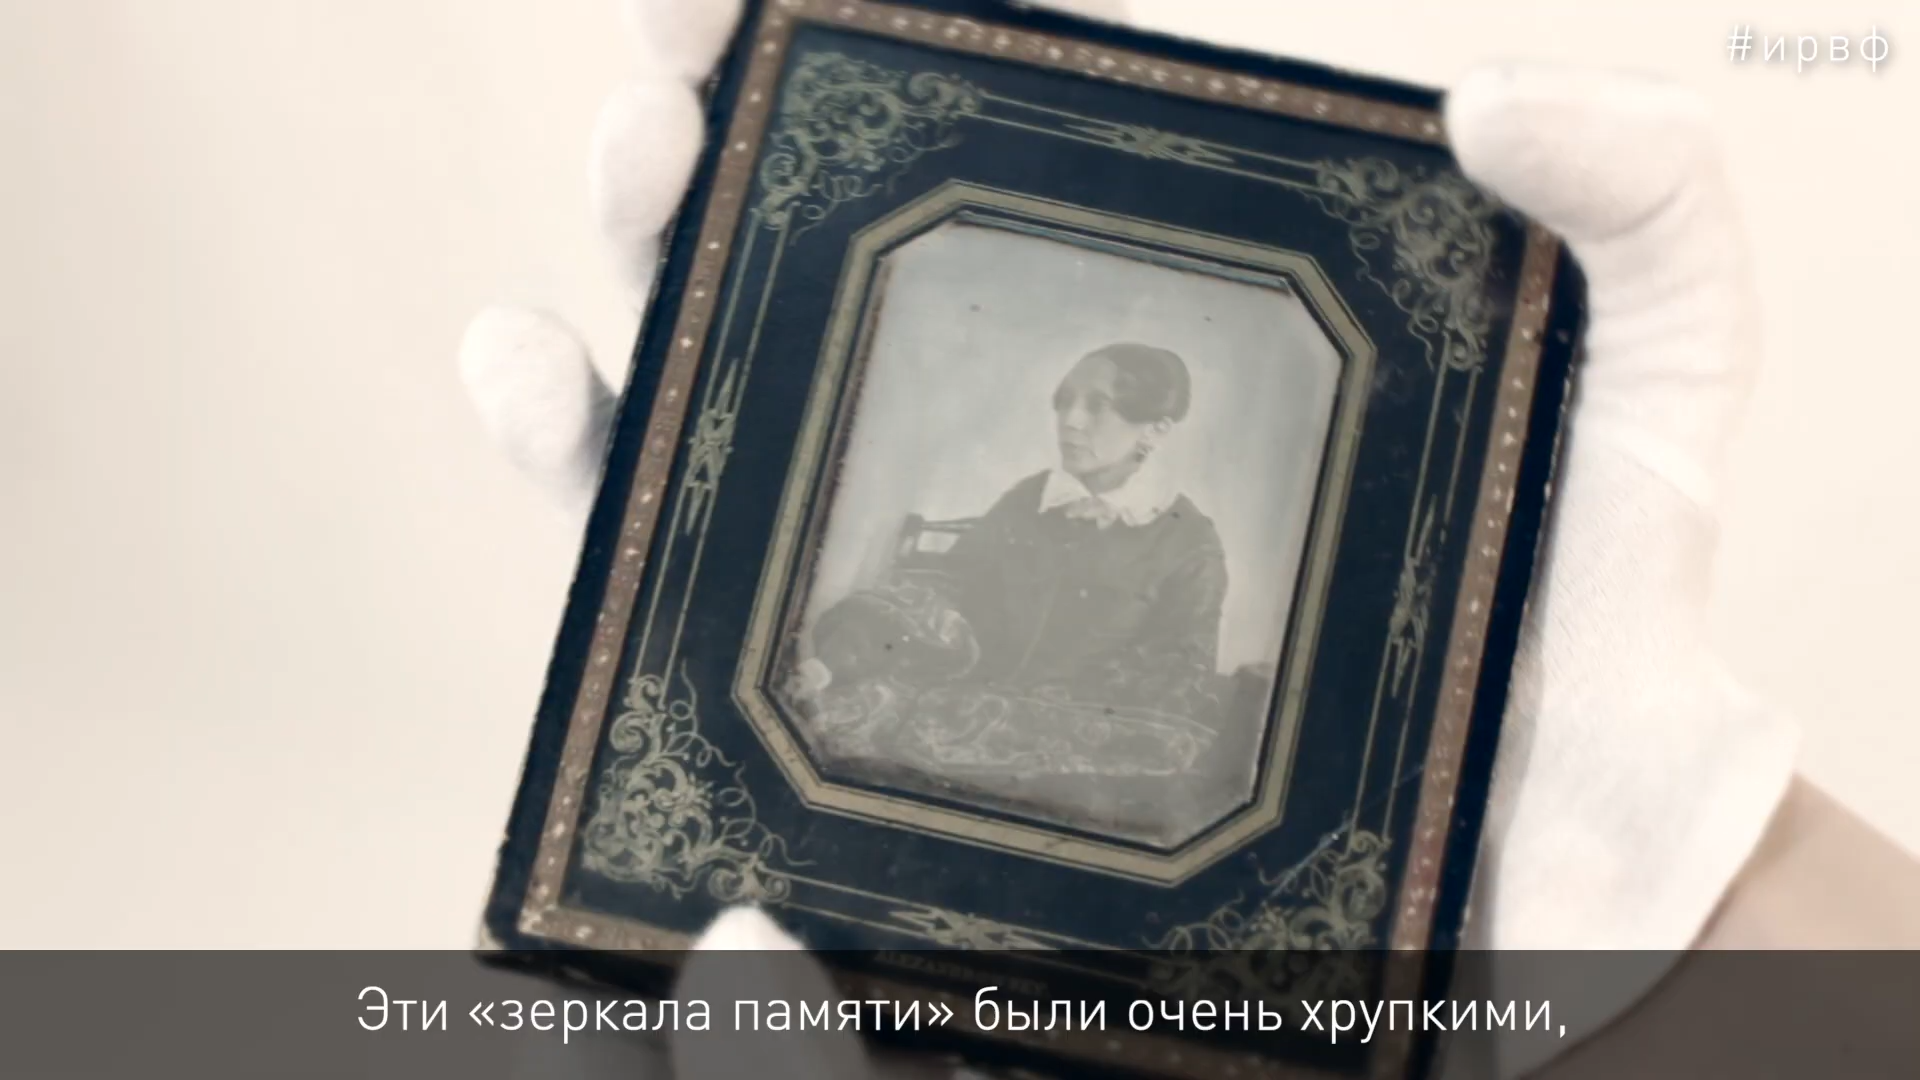 #ирвф
Эти «зеркала памяти» были очень хрупкими,